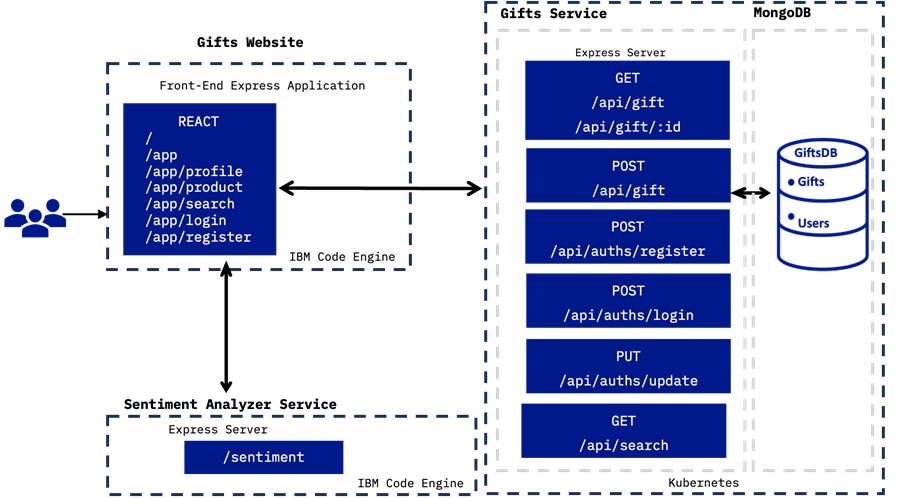 Gifts Website
Front-End Express Application
REACT
/
/app
/app/profile
/app/product
/app/search
/app/login
/app/register
IBM Code Engine
Sentiment Analyzer Service
Express Server
/sentiment
IBM Code Engine
Gifts Service
Express Server
GET
/api/gift
/api/gift/:id
POST
/api/gift
POST
/api/auths/register
POST
/api/auths/login
PUT
/api/auths/update
GET
/api/search
Kubernetes
MongoDB
GiftsDB
Gifts
Users